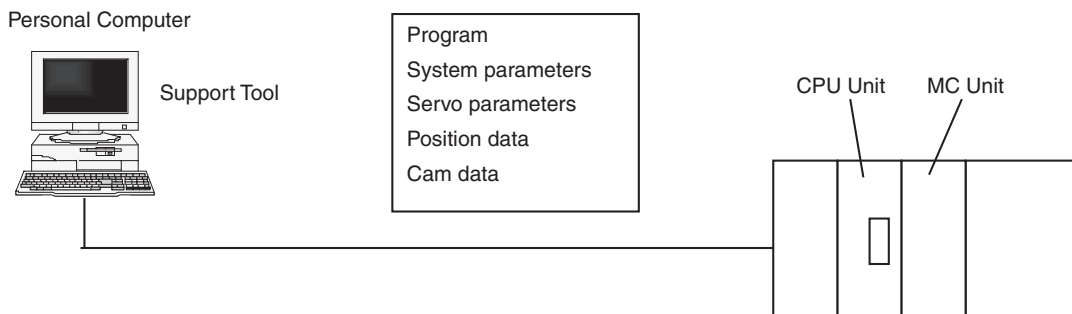 Personal Computer
Support Tool
Program
System parameters
Servo parameters
Position data
Cam data
CPU Unit
MC Unit